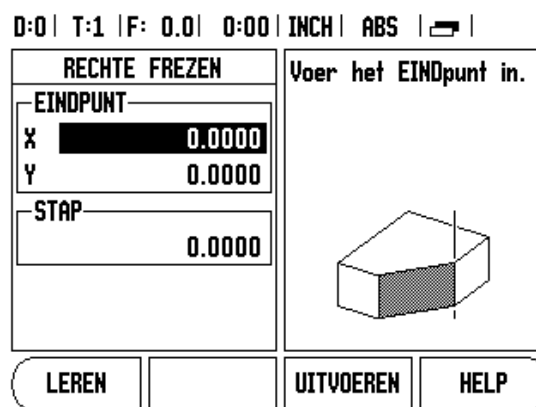 D:0 T:1 F: 0.0 0:00 INCH ABS
RECHTE FREZEN
EINDPUNT
X 0.0000
Y 0.0000
STAP
0.0000
Voer het EINDpunt in.
LEREN UITVOEREN HELP